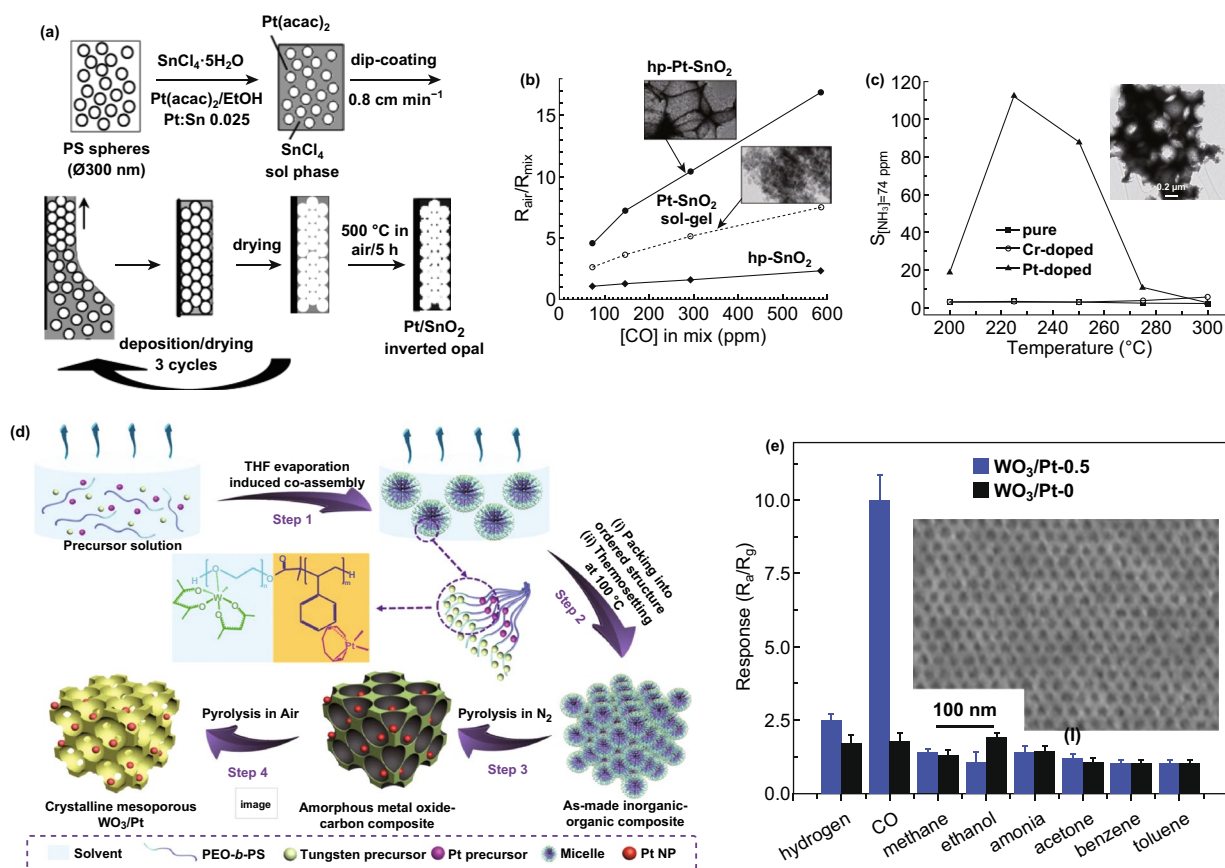 (a)
Pt(acac)₂
SnCl₄·5H₂O
dip-coating
Pt(acac)₂/EtOH
Pt:Sn 0.025
0.8 cm min⁻¹
PS spheres
(Ø300 nm)
SnCl₄
sol phase
drying
500 °C in
air/5 h
deposition/drying
3 cycles
Pt/SnO₂
inverted opal
(b)
hp-Pt-SnO₂
Pt-SnO₂
sol-gel
hp-SnO₂
R_air/R_mix
15
10
5
0
0 100 200 300 400 500 600
[CO] in mix (ppm)
(c)
S_[NH₃]=74 ppm
120
100
80
60
40
20
0
0.2 µm
pure
Cr-doped
Pt-doped
200 220 240 260 280 300
Temperature (°C)
(d)
THF evaporation
induced co-assembly
Step 1
Precursor solution
(i) Packing into
ordered structure
(ii) Thermosetting
at 100 °C
Step 2
H
O
n
O
O
m
H
W
O
O
O
O
Pt
Pyrolysis in Air
Step 4
Pyrolysis in N₂
Step 3
image
Crystalline mesoporous
WO₃/Pt
Amorphous metal oxide-
carbon composite
As-made inorganic-
organic composite
Solvent PEO-b-PS Tungsten precursor Pt precursor Micelle Pt NP
(e)
WO₃/Pt-0.5
WO₃/Pt-0
Response (R_a/R_g)
10.0
7.5
5.0
2.5
0.0
100 nm
(I)
hydrogen CO methane ethanol amonia acetone benzene toluene